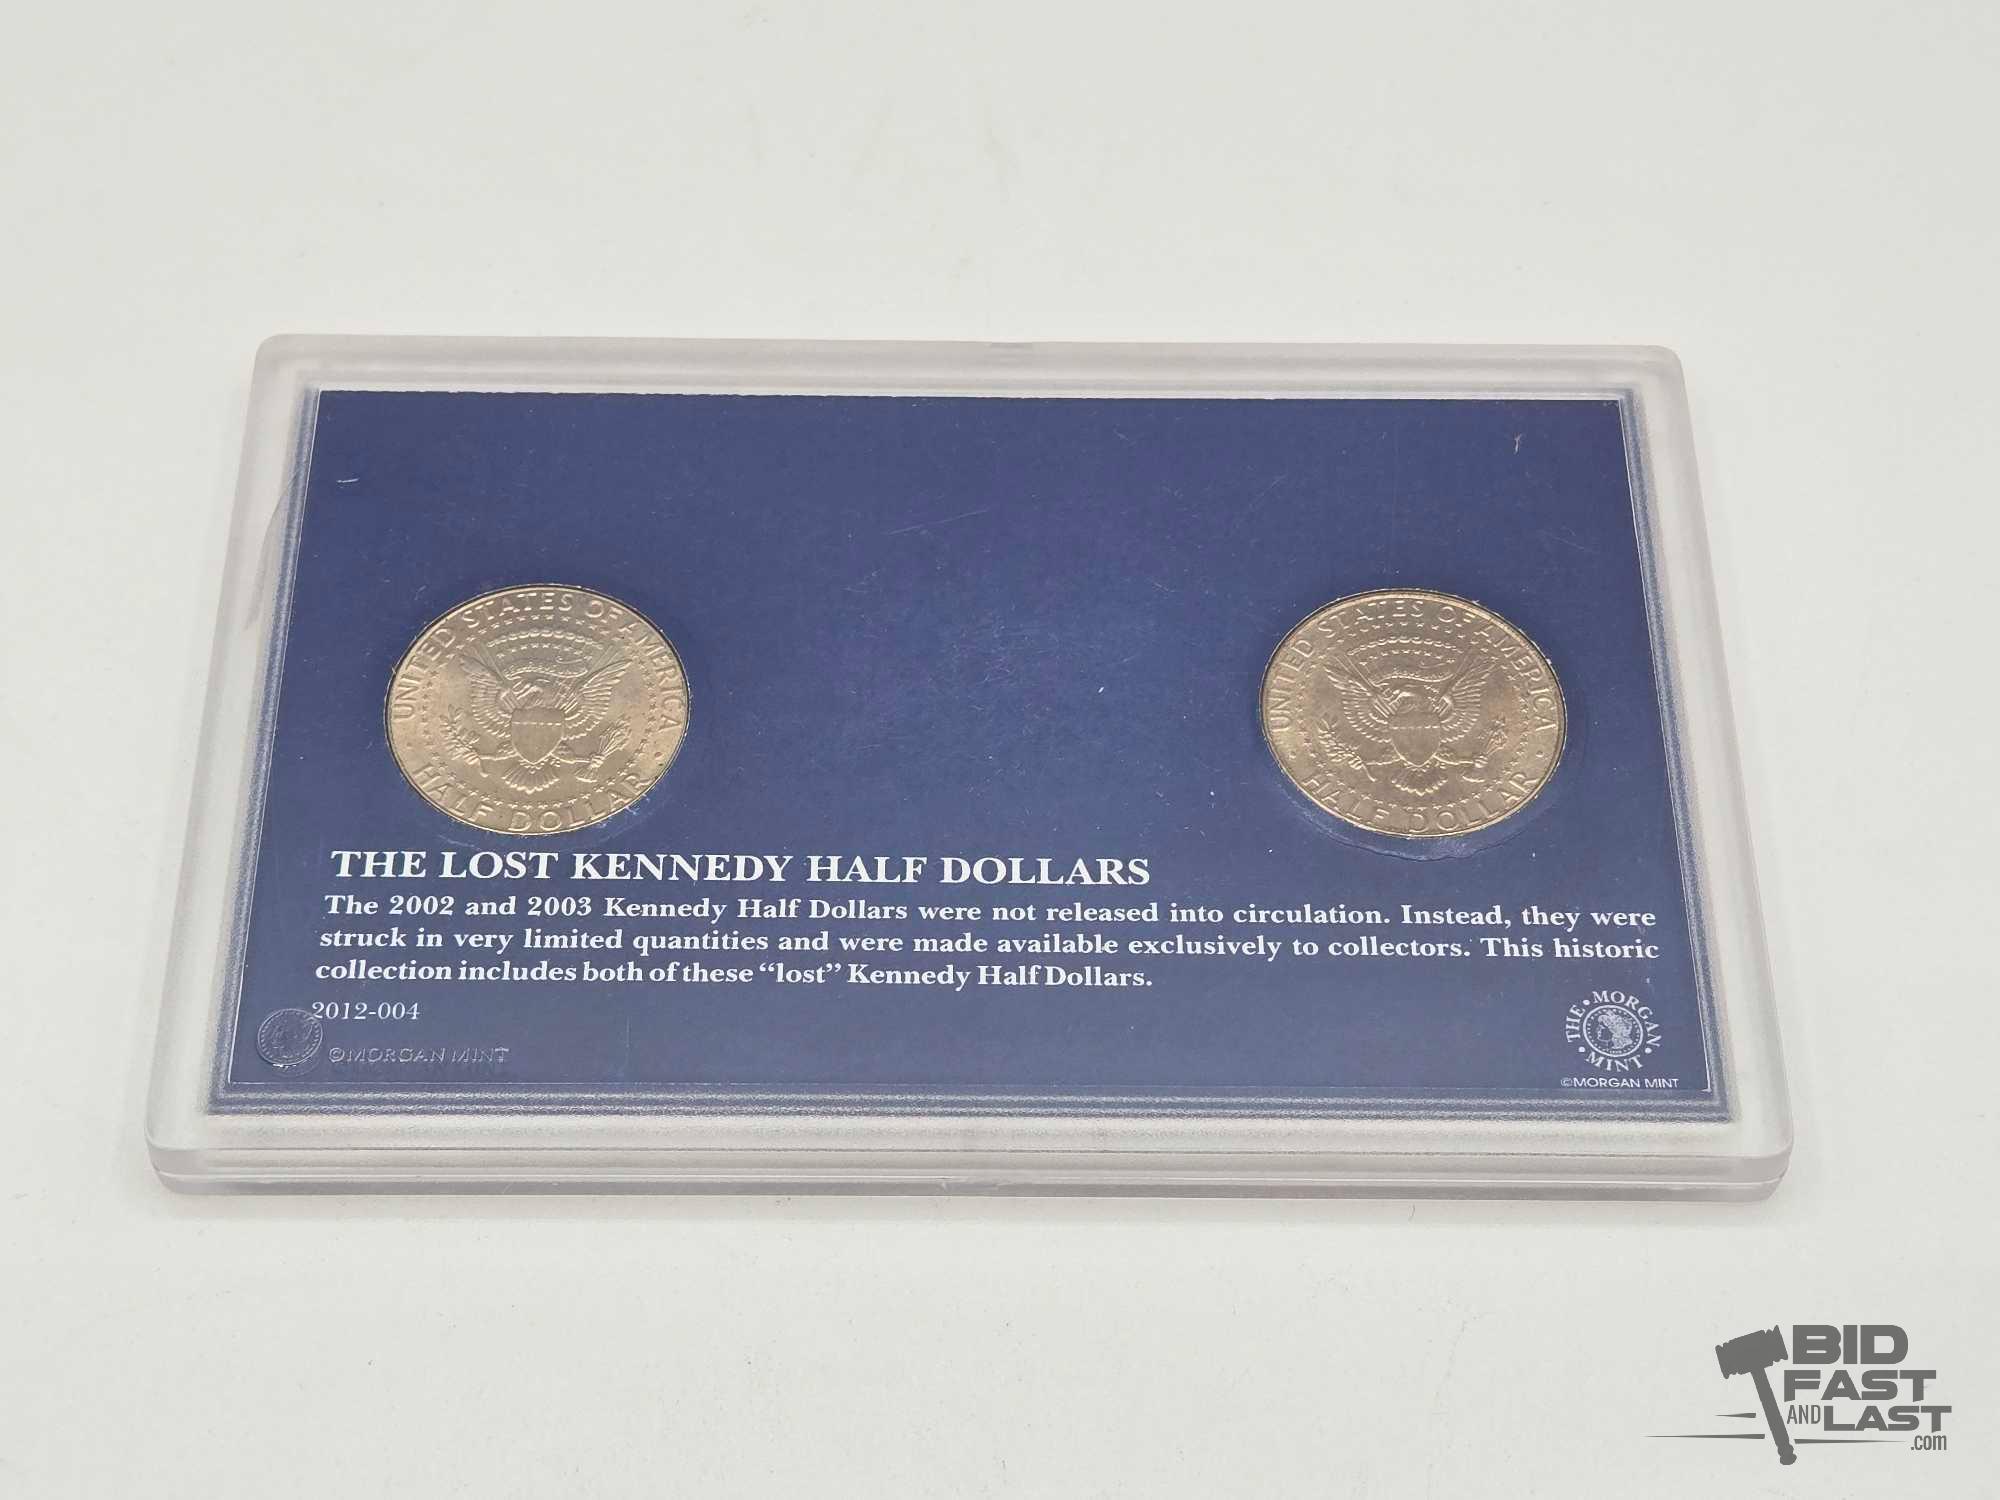 UNITED STATES OF AMERICA
HALF DOLLAR
UNITED STATES OF AMERICA
HALF DOLLAR
THE LOST KENNEDY HALF DOLLARS
The 2002 and 2003 Kennedy Half Dollars were not released into circulation. Instead, they were
struck in very limited quantities and were made available exclusively to collectors. This historic
collection includes both of these “lost” Kennedy Half Dollars.
2012-004
©MORGAN MINT
THE • MORGAN • MINT •
©MORGAN MINT
BID
FAST
AND LAST
.com